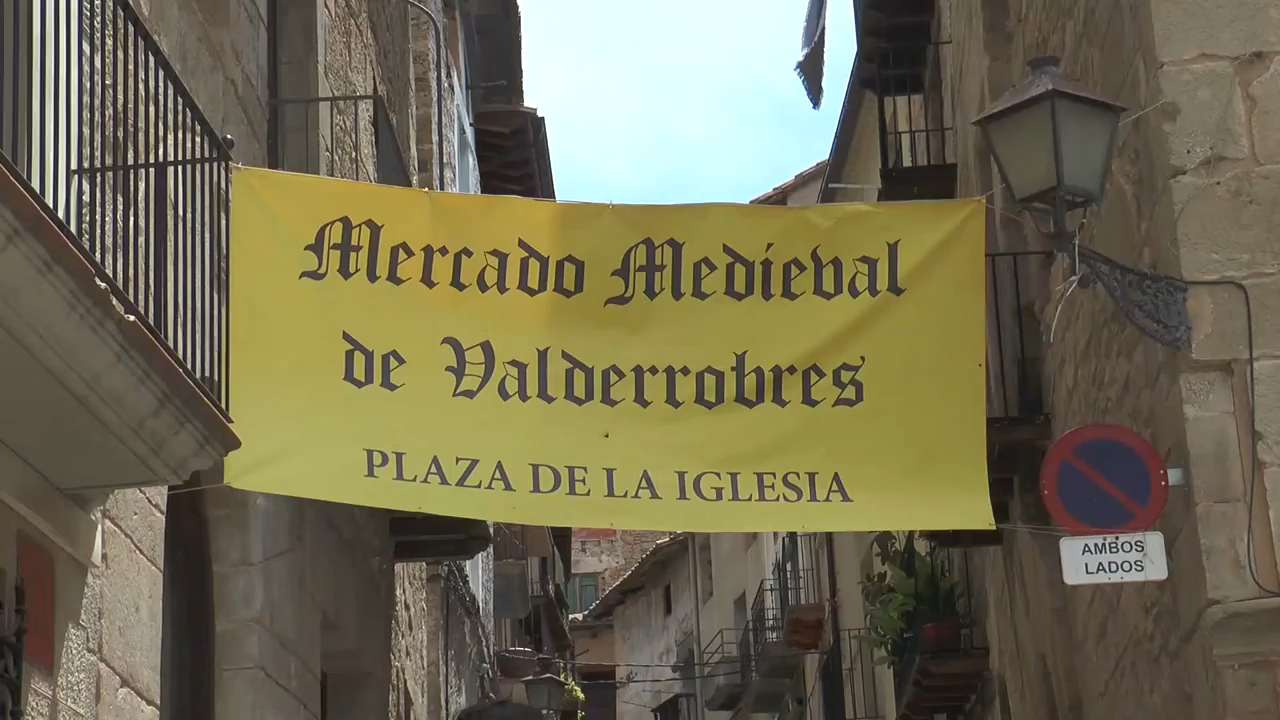 Mercado Medieval
de Valderrobres
PLAZA DE LA IGLESIA
AMBOS
LADOS